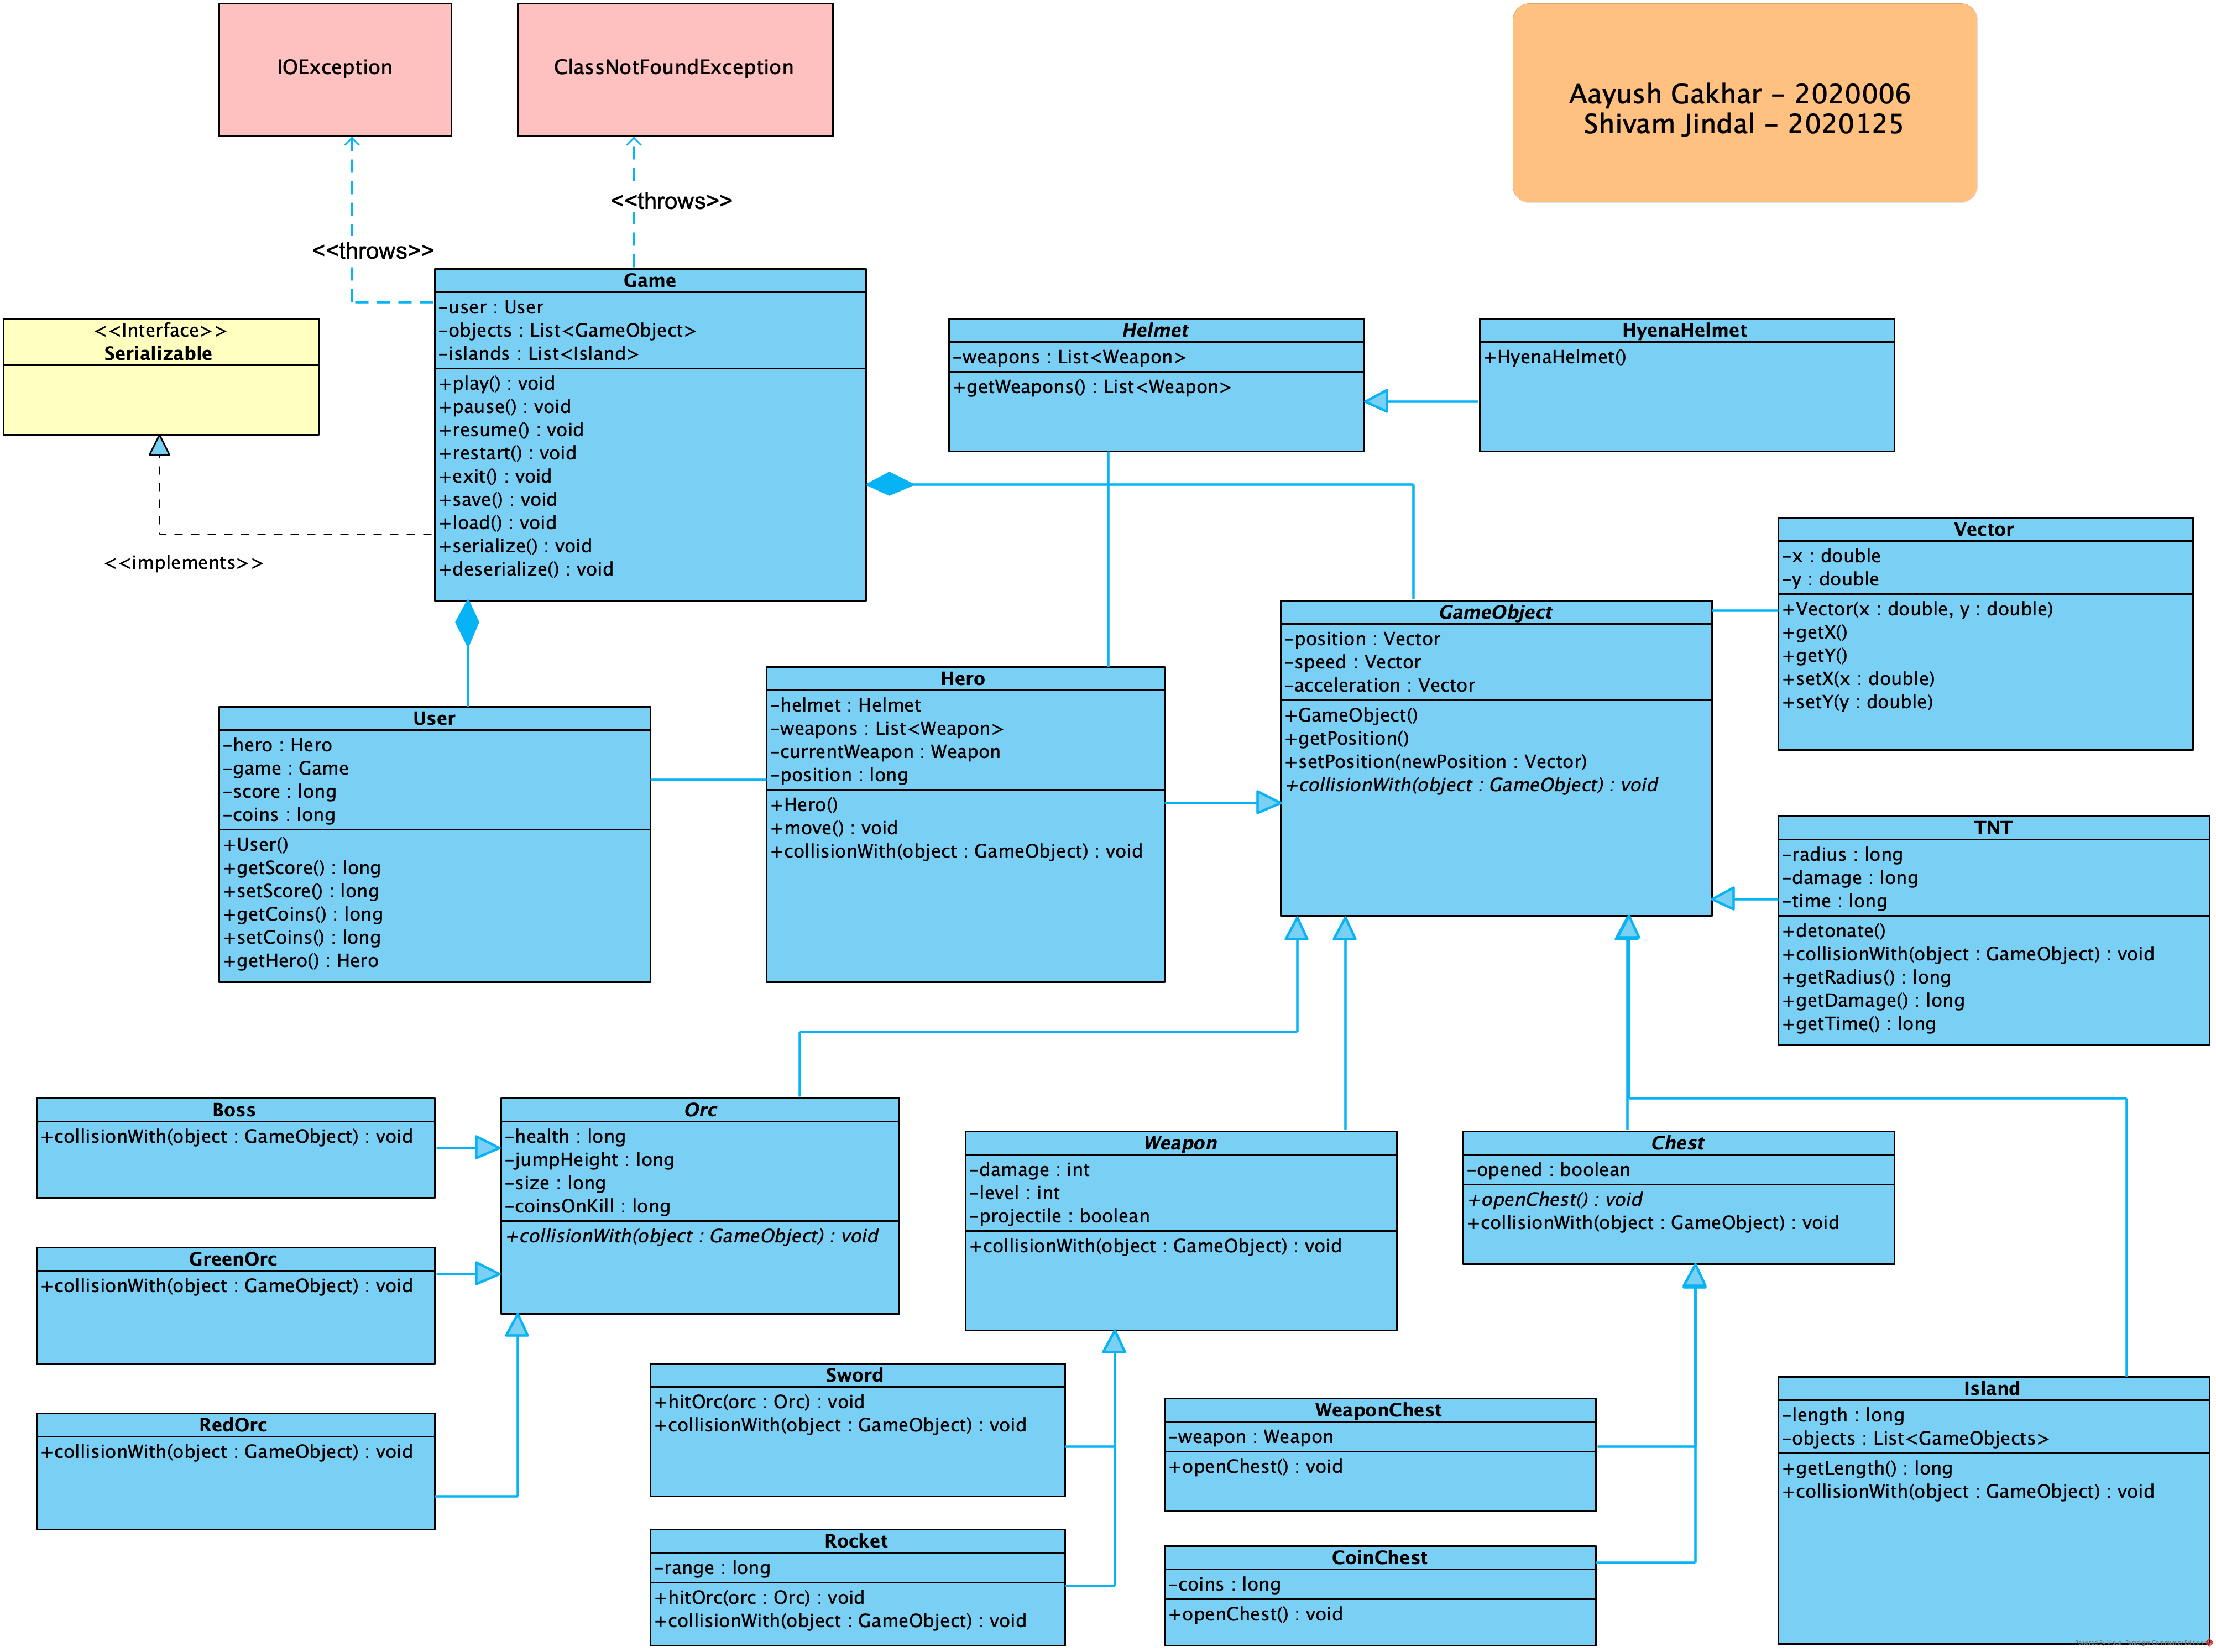 IOException
ClassNotFoundException
Aayush Gakhar - 2020006
Shivam Jindal - 2020125
<<throws>>
<<throws>>
Game
-user : User
-objects : List<GameObject>
-islands : List<Island>
+play() : void
+pause() : void
+resume() : void
+restart() : void
+exit() : void
+save() : void
+load() : void
+serialize() : void
+deserialize() : void
<<Interface>>
Serializable
<<implements>>
Helmet
-weapons : List<Weapon>
+getWeapons() : List<Weapon>
HyenaHelmet
+HyenaHelmet()
Vector
-x : double
-y : double
+Vector(x : double, y : double)
+getX()
+getY()
+setX(x : double)
+setY(y : double)
GameObject
-position : Vector
-speed : Vector
-acceleration : Vector
+GameObject()
+getPosition()
+setPosition(newPosition : Vector)
+collisionWith(object : GameObject) : void
User
-hero : Hero
-game : Game
-score : long
-coins : long
+User()
+getScore() : long
+setScore() : long
+getCoins() : long
+setCoins() : long
+getHero() : Hero
Hero
-helmet : Helmet
-weapons : List<Weapon>
-currentWeapon : Weapon
-position : long
+Hero()
+move() : void
+collisionWith(object : GameObject) : void
TNT
-radius : long
-damage : long
-time : long
+detonate()
+collisionWith(object : GameObject) : void
+getRadius() : long
+getDamage() : long
+getTime() : long
Boss
+collisionWith(object : GameObject) : void
GreenOrc
+collisionWith(object : GameObject) : void
RedOrc
+collisionWith(object : GameObject) : void
Orc
-health : long
-jumpHeight : long
-size : long
-coinsOnKill : long
+collisionWith(object : GameObject) : void
Weapon
-damage : int
-level : int
-projectile : boolean
+collisionWith(object : GameObject) : void
Chest
-opened : boolean
+openChest() : void
+collisionWith(object : GameObject) : void
Sword
+hitOrc(orc : Orc) : void
+collisionWith(object : GameObject) : void
Rocket
-range : long
+hitOrc(orc : Orc) : void
+collisionWith(object : GameObject) : void
WeaponChest
-weapon : Weapon
+openChest() : void
CoinChest
-coins : long
+openChest() : void
Island
-length : long
-objects : List<GameObjects>
+getLength() : long
+collisionWith(object : GameObject) : void